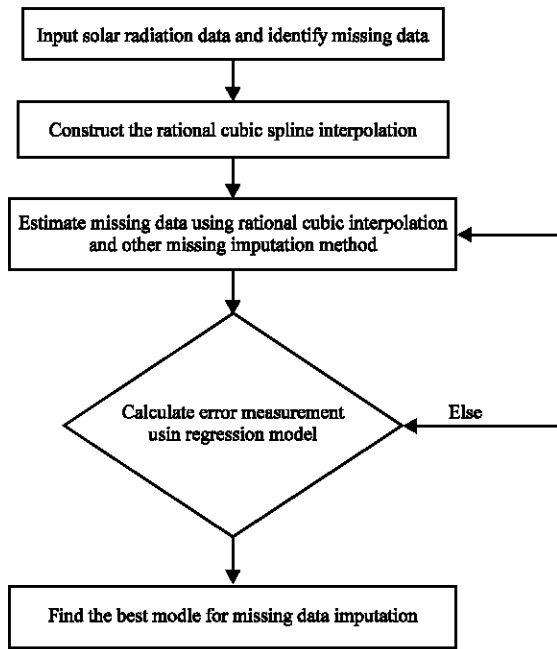 Input solar radiation data and identify missing data
Construct the rational cubic spline interpolation
Estimate missing data using rational cubic interpolation
and other missing imputation method
Calculate error measurement
usin regression model
Else
Find the best modle for missing data imputation